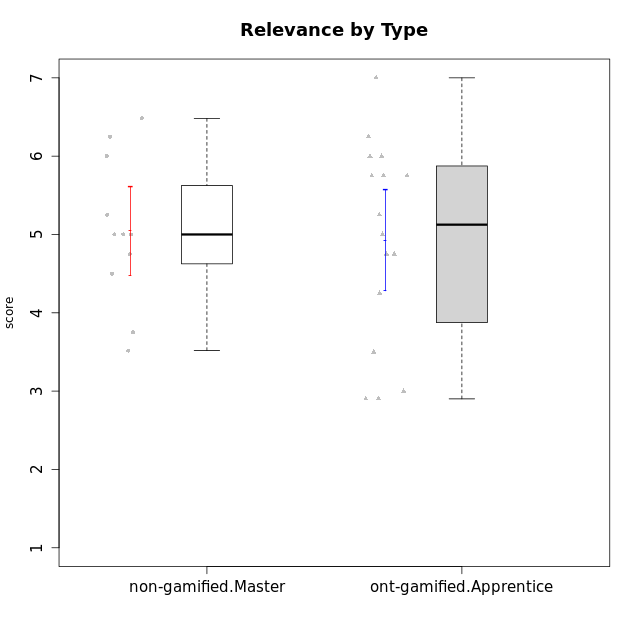 Relevance by Type
score
7
6
5
4
3
2
1
non-gamified.Master
ont-gamified.Apprentice